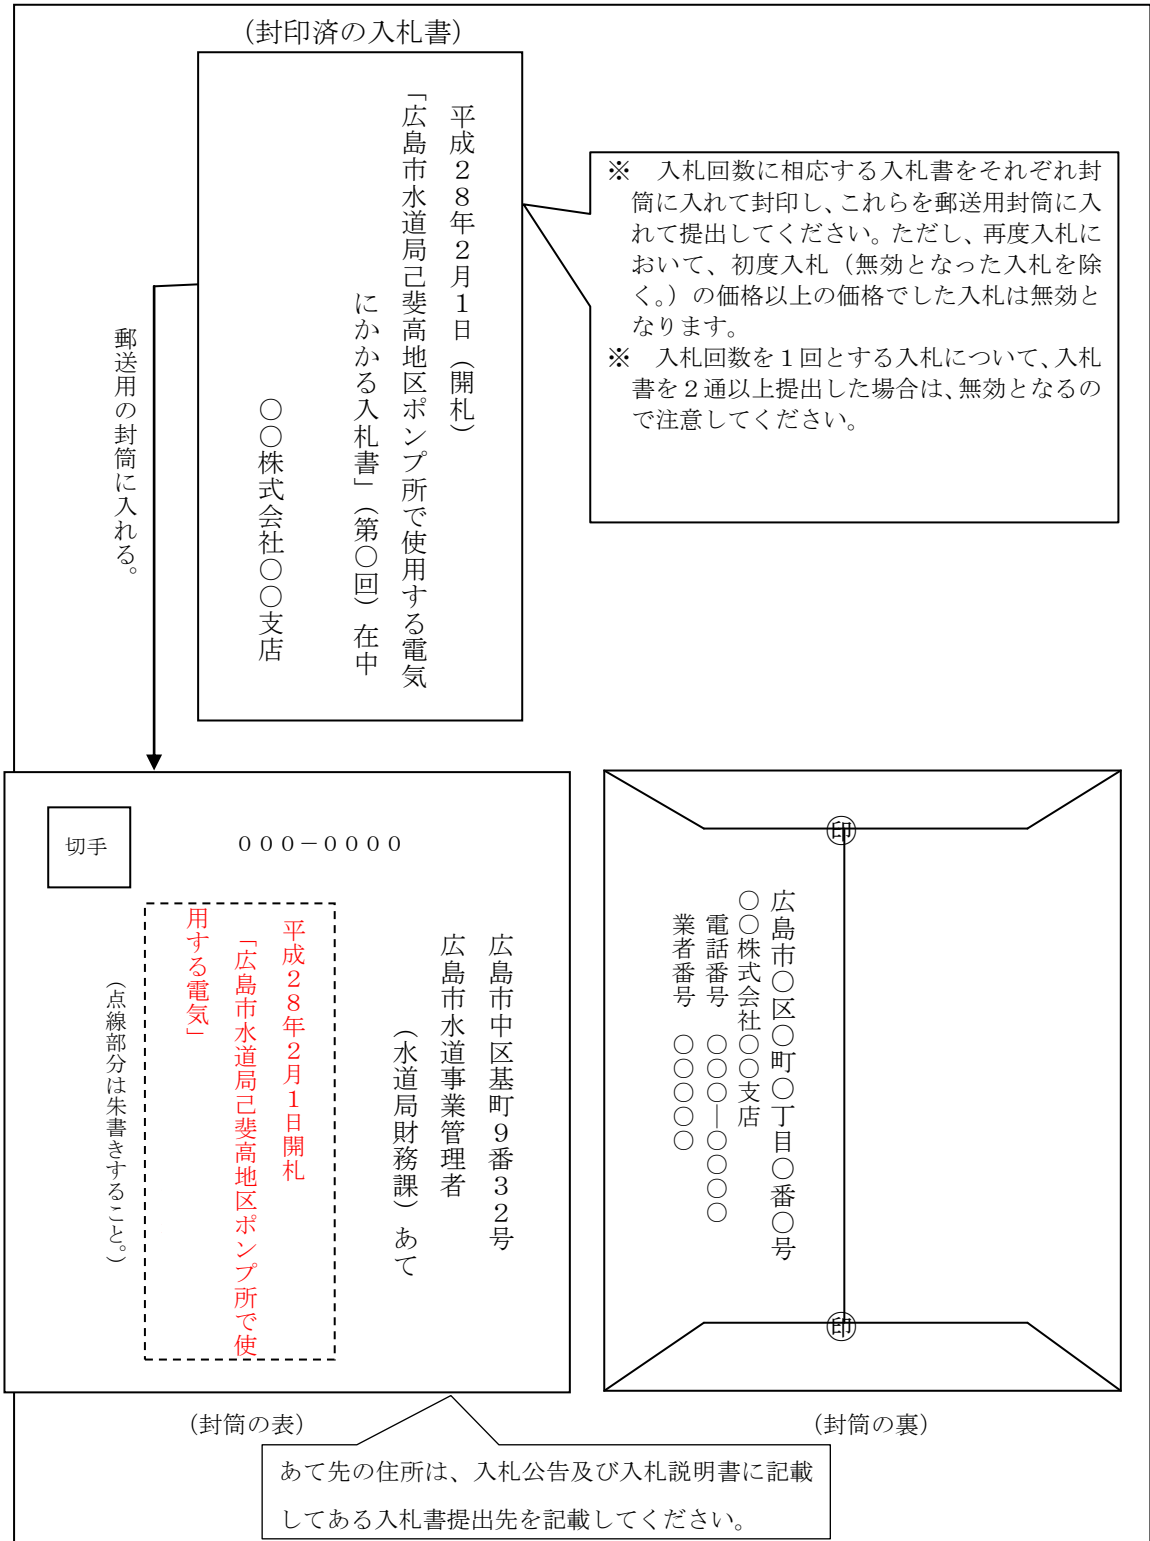 （封印済の入札書）
平成２８年２月１日（開札）
「広島市水道局己斐高地区ポンプ所で使用する電気
にかかる入札書」（第○回）在中
○○株式会社○○支店
※　入札回数に相応する入札書をそれぞれ封
筒に入れて封印し、これらを郵送用封筒に入
れて提出してください。ただし、再度入札に
おいて、初度入札（無効となった入札を除
く。）の価格以上の価格でした入札は無効と
なります。
※　入札回数を１回とする入札について、入札
書を２通以上提出した場合は、無効となるの
で注意してください。
郵送用の封筒に入れる。
切手
０００－００００
広島市中区基町９番３２号
広島市水道事業管理者
（水道局財務課）あて
平成２８年２月１日開札
「広島市水道局己斐高地区ポンプ所で使
用する電気」
（点線部分は朱書きすること。）
（封筒の表）
印
広島市○区○町○丁目○番○号
○○株式会社○○支店
電話番号　○○○―○○○○
業者番号　○○○○○
印
（封筒の裏）
あて先の住所は、入札公告及び入札説明書に記載
してある入札書提出先を記載してください。